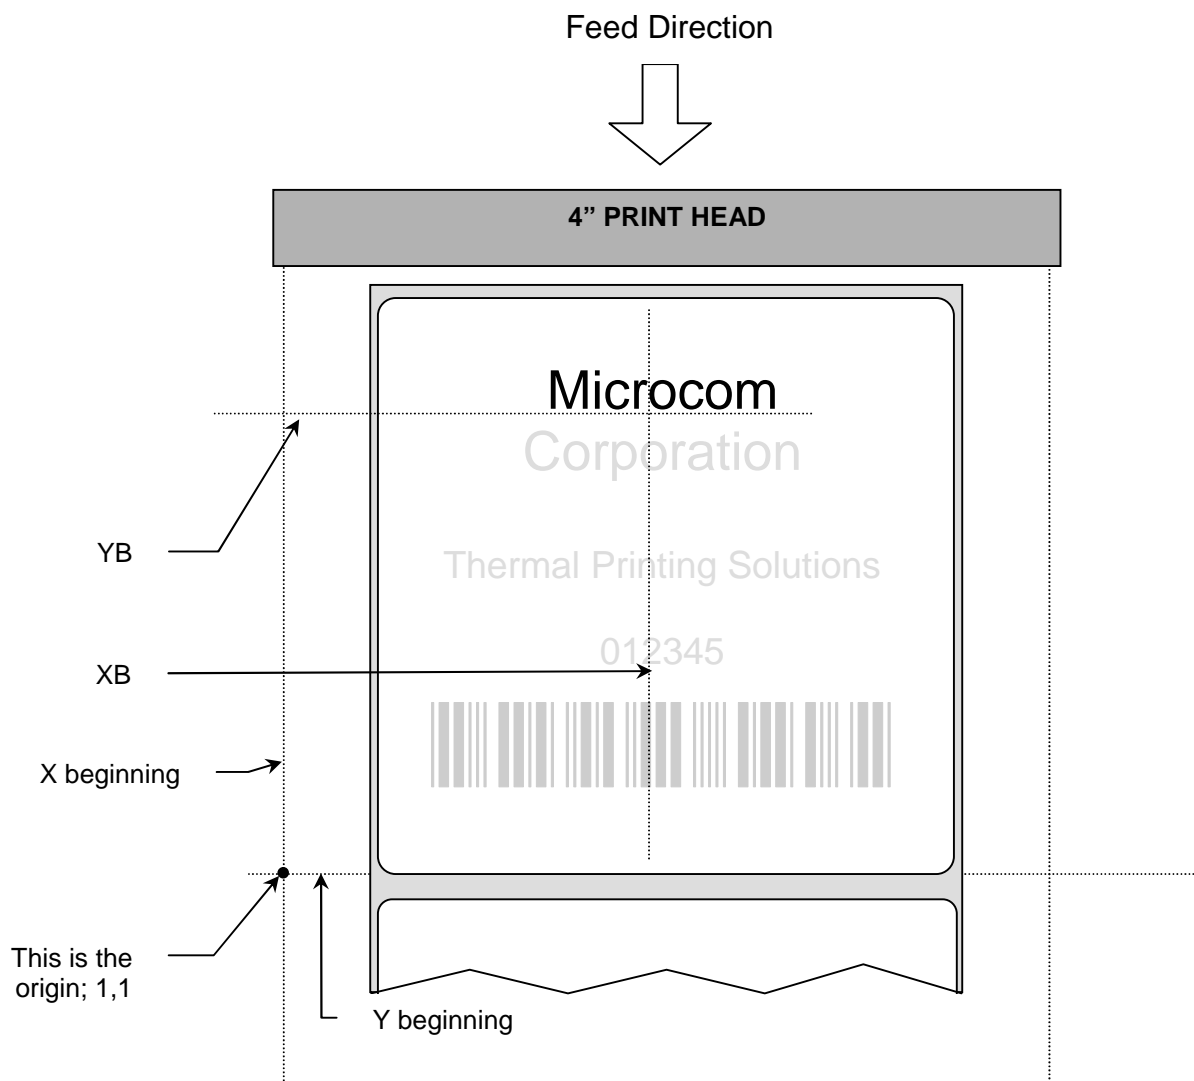 Feed Direction
4” PRINT HEAD
Microcom
Corporation
YB
Thermal Printing Solutions
012345
XB
X beginning
This is the
origin; 1,1
Y beginning